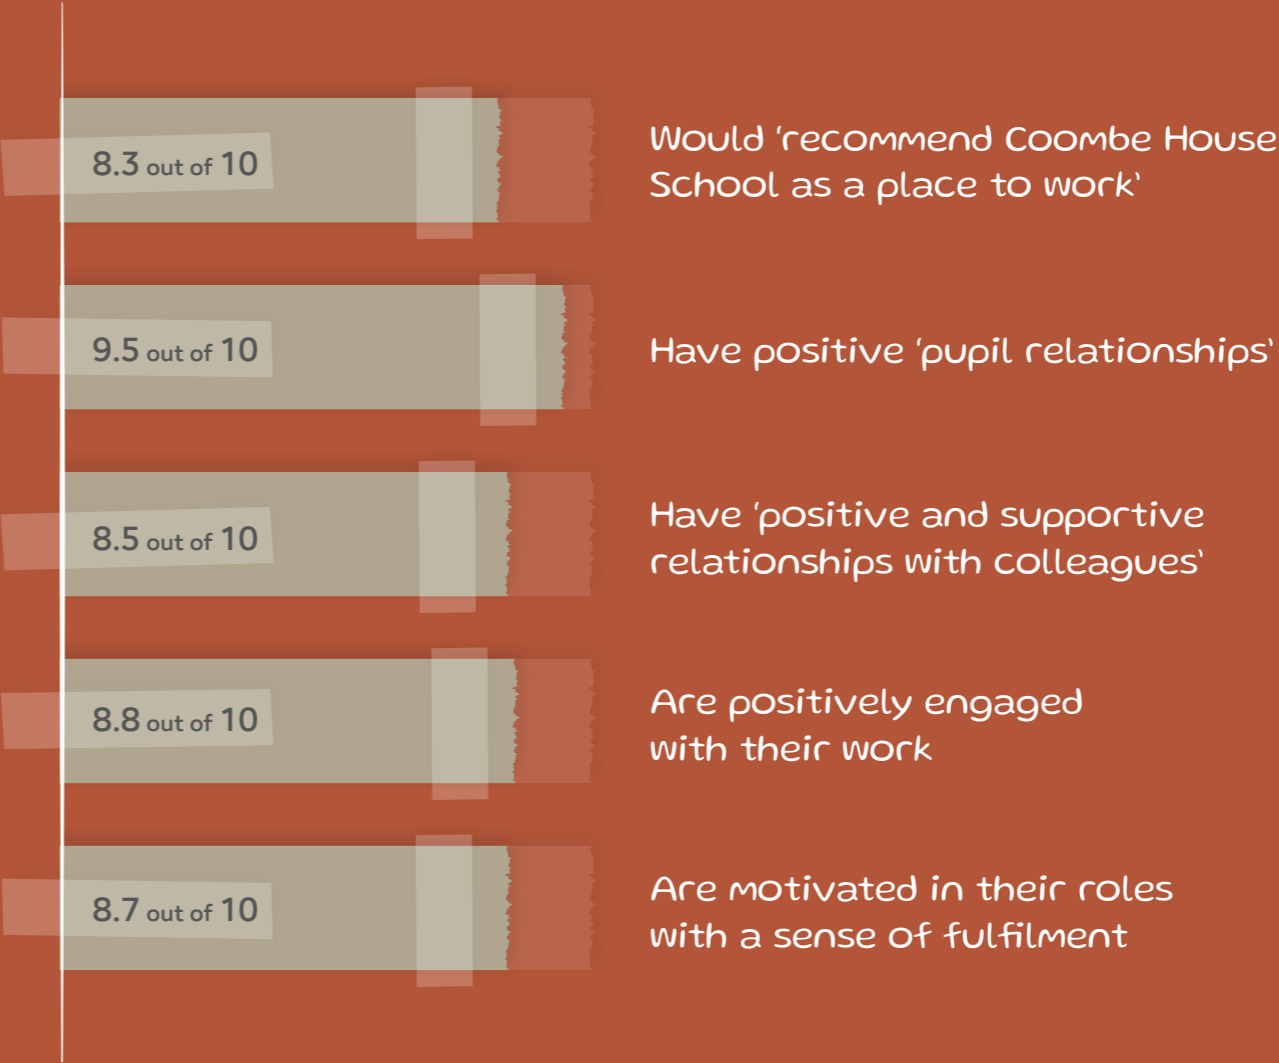 8.3 out of 10
Would ‘recommend Coombe House
School as a place to work’
9.5 out of 10
Have positive ‘pupil relationships’
8.5 out of 10
Have ‘positive and supportive
relationships with colleagues’
8.8 out of 10
Are positively engaged
with their work
8.7 out of 10
Are motivated in their roles
with a sense of fulfilment